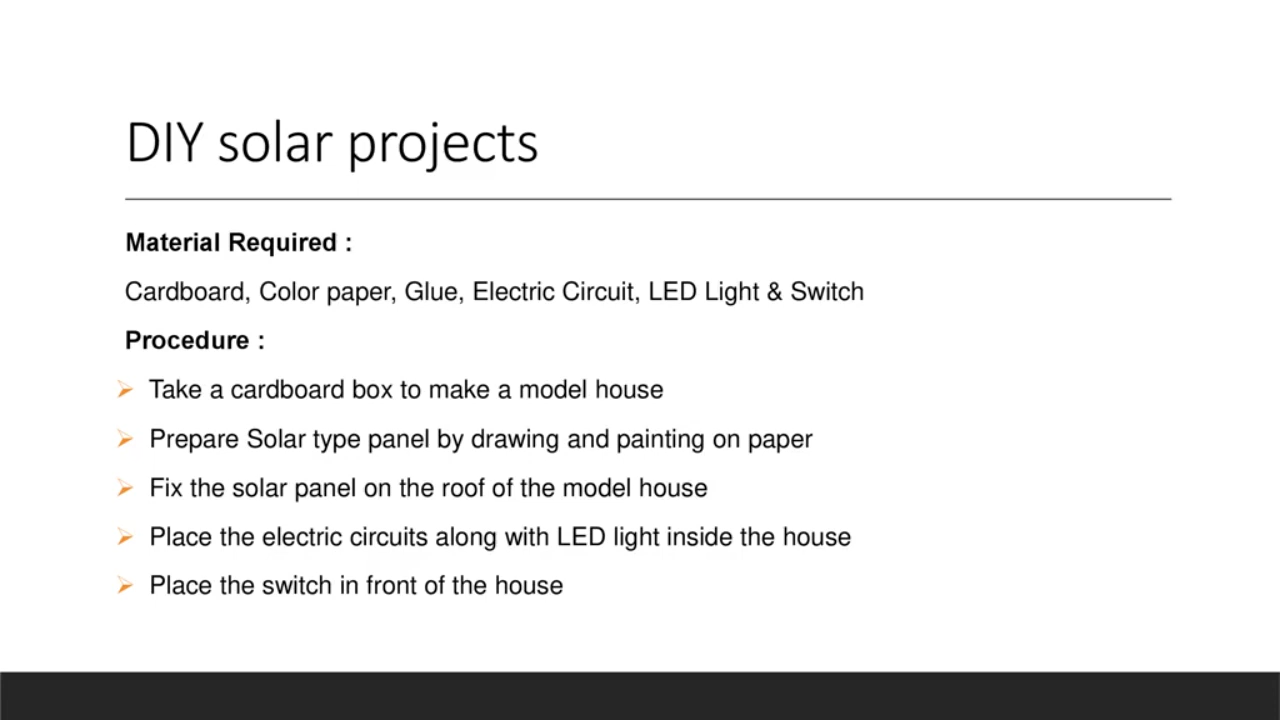 DIY solar projects
Material Required :
Cardboard, Color paper, Glue, Electric Circuit, LED Light & Switch
Procedure :
Take a cardboard box to make a model house
Prepare Solar type panel by drawing and painting on paper
Fix the solar panel on the roof of the model house
Place the electric circuits along with LED light inside the house
Place the switch in front of the house